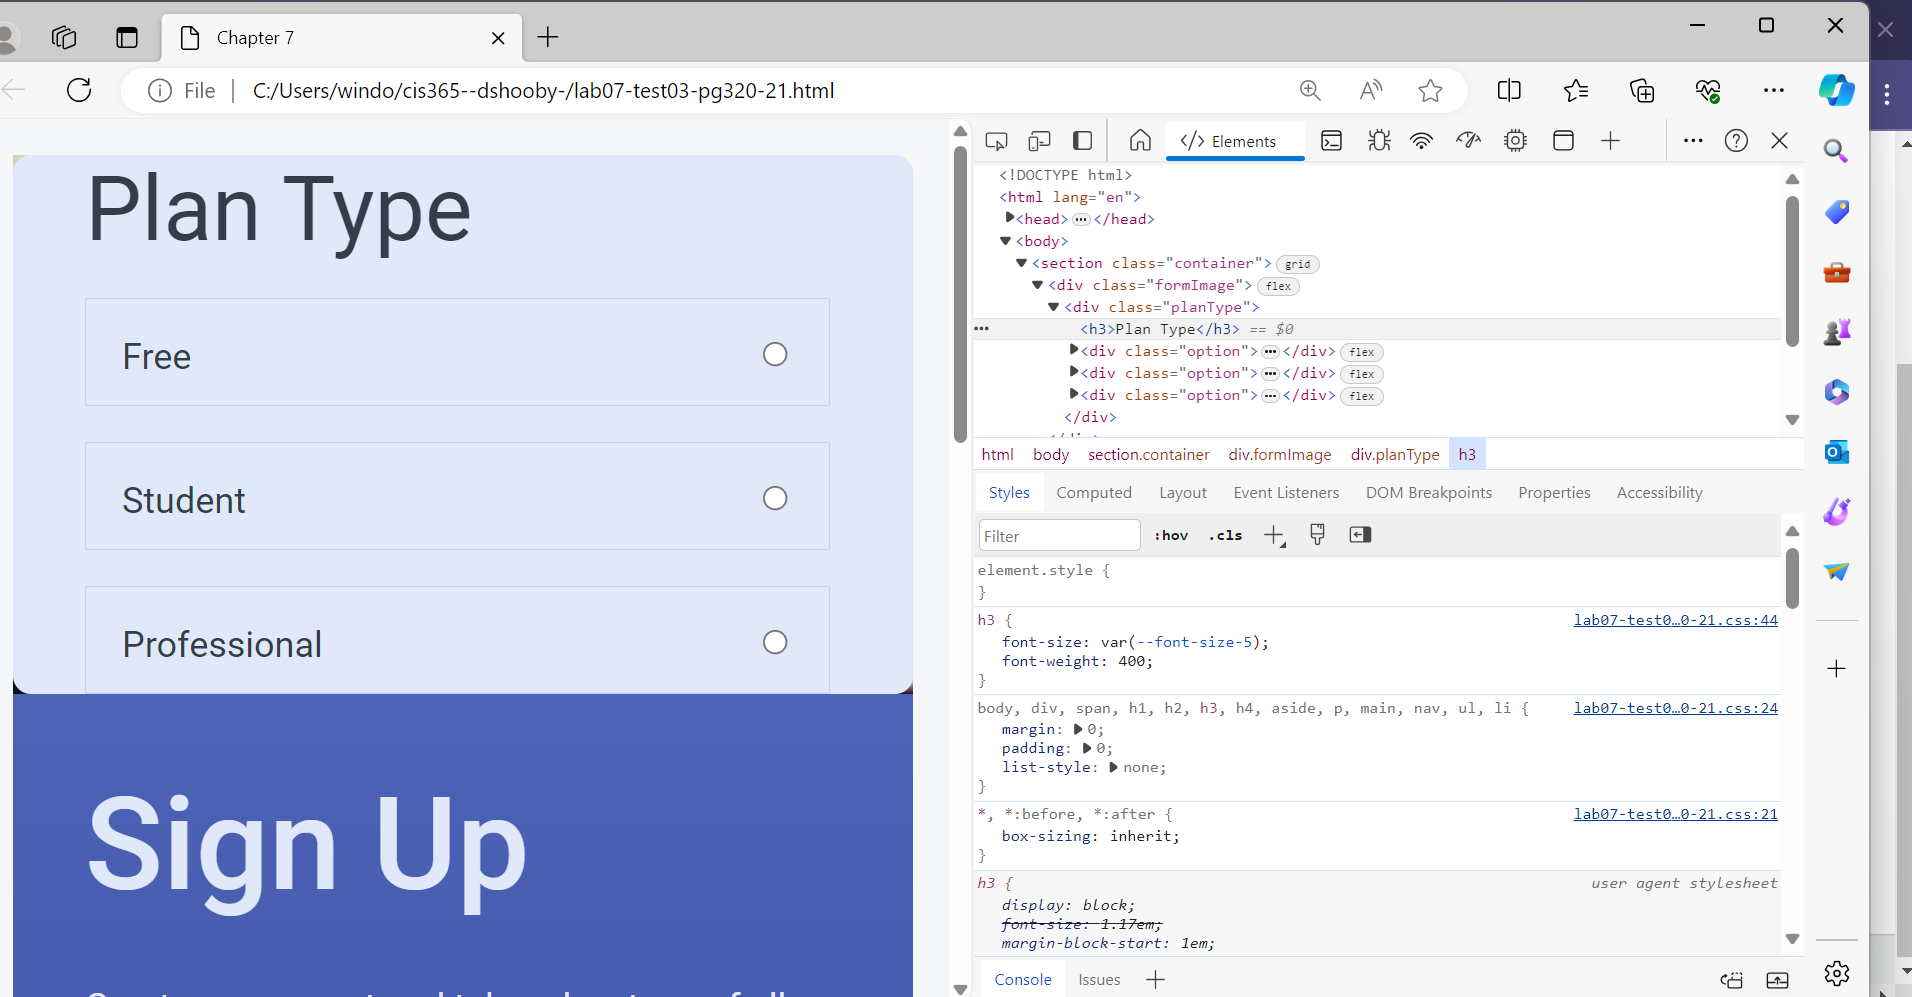 Chapter 7
File
C:/Users/windo/cis365--dshooby-/lab07-test03-pg320-21.html
Plan Type
Free
Student
Professional
Sign Up
Elements
<!DOCTYPE html>
<html lang="en">
<head>…</head>
<body>
<section class="container"> grid
<div class="formImage"> flex
<div class="planType">
<h3>Plan Type</h3> == $0
<div class="option">…</div> flex
<div class="option">…</div> flex
<div class="option">…</div> flex
</div>
html body section.container div.formImage div.planType h3
Styles Computed Layout Event Listeners DOM Breakpoints Properties Accessibility
Filter :hov .cls
element.style {
}
h3 { lab07-test0…0-21.css:44
font-size: var(--font-size-5);
font-weight: 400;
}
body, div, span, h1, h2, h3, h4, aside, p, main, nav, ul, li { lab07-test0…0-21.css:24
margin: 0;
padding: 0;
list-style: none;
}
*, *:before, *:after { lab07-test0…0-21.css:21
box-sizing: inherit;
}
h3 { user agent stylesheet
display: block;
font-size: 1.17em;
margin-block-start: 1em;
Console Issues